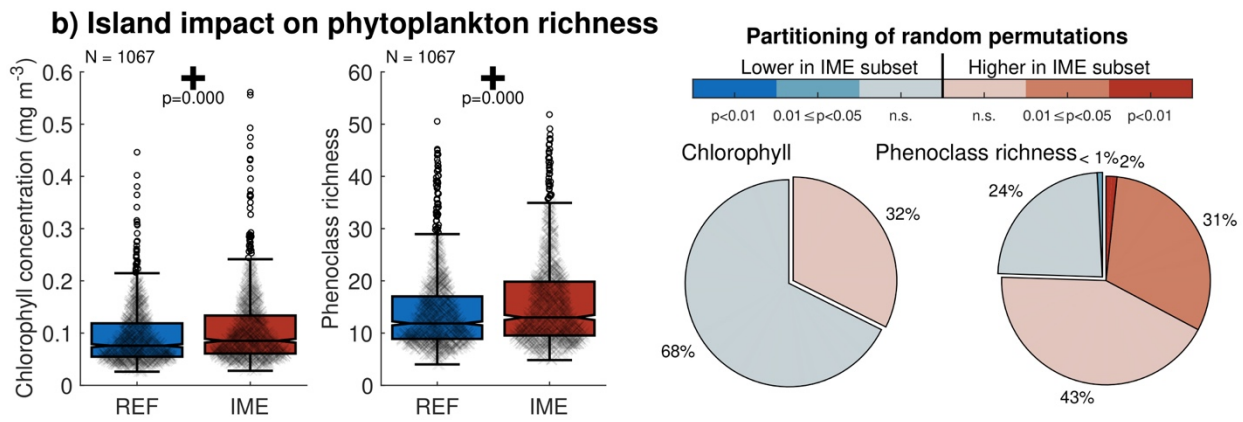 b) Island impact on phytoplankton richness
N = 1067
+
p=0.000
Chlorophyll concentration (mg m-3)
0.6
0.5
0.4
0.3
0.2
0.1
0
REF IME
N = 1067
+
p=0.000
Phenoclass richness
60
50
40
30
20
10
0
REF IME
Partitioning of random permutations
Lower in IME subset Higher in IME subset
p<0.01 0.01≤p<0.05 n.s. n.s. 0.01≤p<0.05 p<0.01
Chlorophyll
32%
68%
Phenoclass richness
< 1% 2%
24%
31%
43%